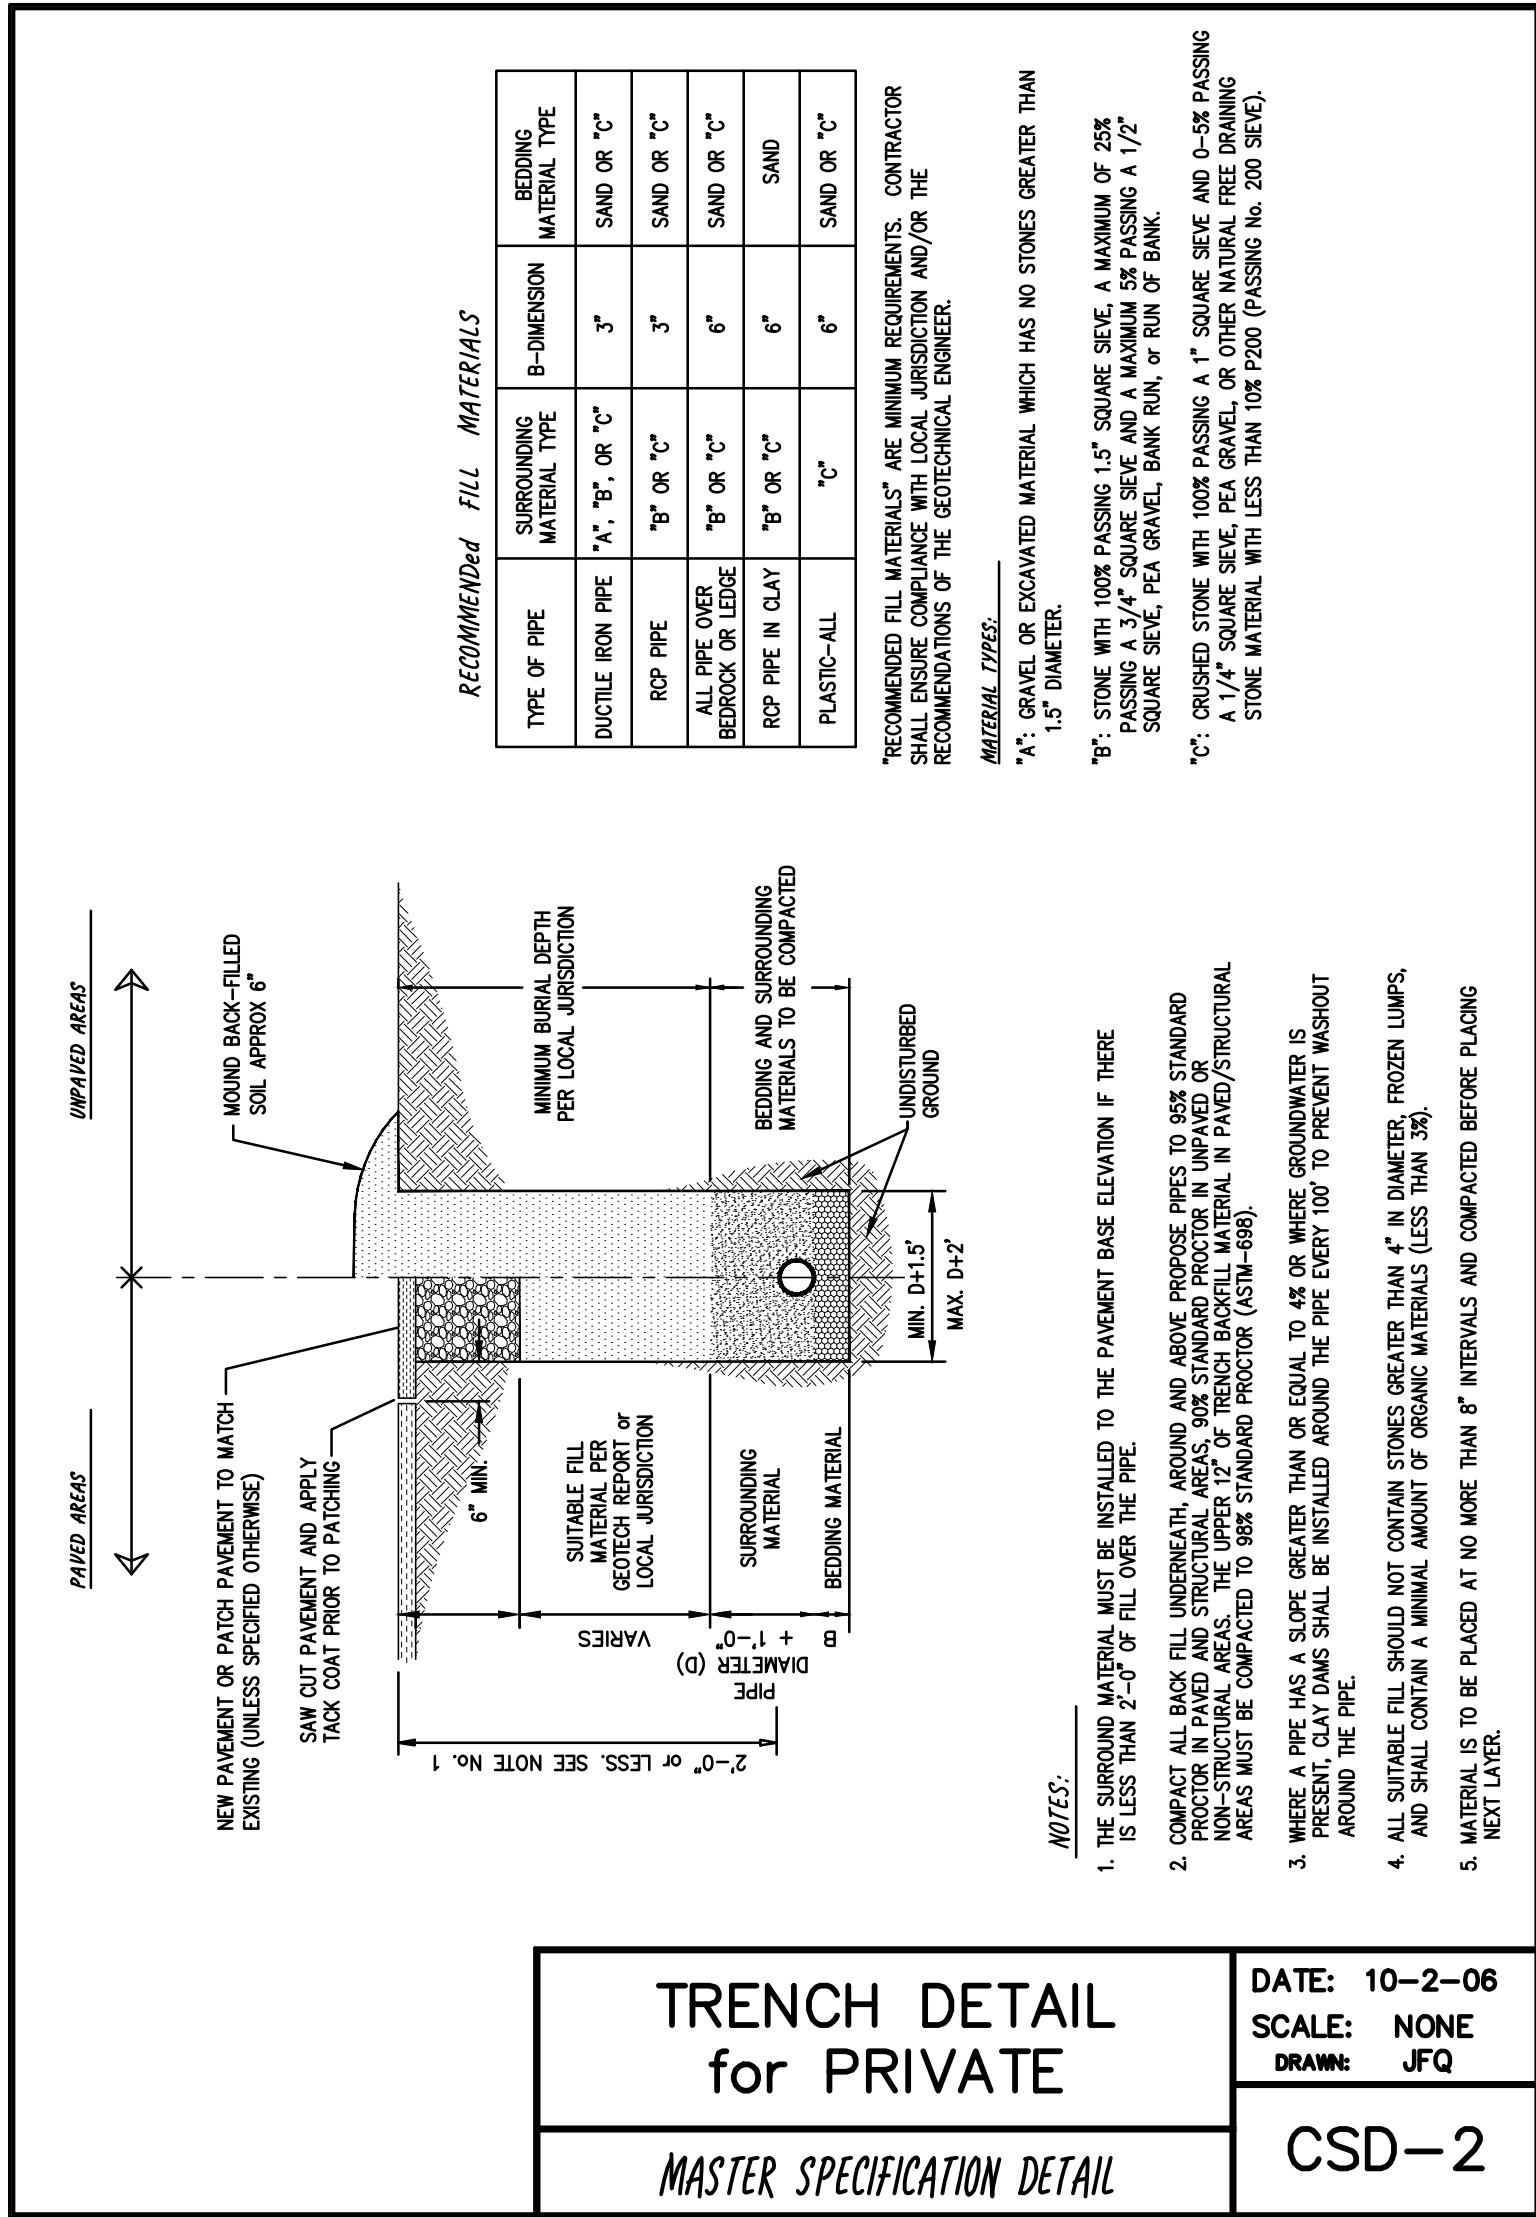 PAVED AREAS
UNPAVED AREAS
NEW PAVEMENT OR PATCH PAVEMENT TO MATCH
EXISTING (UNLESS SPECIFIED OTHERWISE)
SAW CUT PAVEMENT AND APPLY
TACK COAT PRIOR TO PATCHING
MOUND BACK-FILLED
SOIL APPROX 6"
6" MIN.
SUITABLE FILL
MATERIAL PER
GEOTECH REPORT or
LOCAL JURISDICTION
SURROUNDING
MATERIAL
BEDDING MATERIAL
MINIMUM BURIAL DEPTH
PER LOCAL JURISDICTION
BEDDING AND SURROUNDING
MATERIALS TO BE COMPACTED
UNDISTURBED
GROUND
MIN. D+1.5'
MAX. D+2'
VARIES
PIPE
DIAMETER (D)
+ 1'-0"
B
2'-0" or LESS. SEE NOTE No. 1
NOTES:
1. THE SURROUND MATERIAL MUST BE INSTALLED TO THE PAVEMENT BASE ELEVATION IF THERE
IS LESS THAN 2'-0" OF FILL OVER THE PIPE.
2. COMPACT ALL BACK FILL UNDERNEATH, AROUND AND ABOVE PROPOSE PIPES TO 95% STANDARD
PROCTOR IN PAVED AND STRUCTURAL AREAS, 90% STANDARD PROCTOR IN UNPAVED OR
NON-STRUCTURAL AREAS. THE UPPER 12" OF TRENCH BACKFILL MATERIAL IN PAVED/STRUCTURAL
AREAS MUST BE COMPACTED TO 98% STANDARD PROCTOR (ASTM-698).
3. WHERE A PIPE HAS A SLOPE GREATER THAN OR EQUAL TO 4% OR WHERE GROUNDWATER IS
PRESENT, CLAY DAMS SHALL BE INSTALLED AROUND THE PIPE EVERY 100' TO PREVENT WASHOUT
AROUND THE PIPE.
4. ALL SUITABLE FILL SHOULD NOT CONTAIN STONES GREATER THAN 4" IN DIAMETER, FROZEN LUMPS,
AND SHALL CONTAIN A MINIMAL AMOUNT OF ORGANIC MATERIALS (LESS THAN 3%).
5. MATERIAL IS TO BE PLACED AT NO MORE THAN 8" INTERVALS AND COMPACTED BEFORE PLACING
NEXT LAYER.
RECOMMENDed FILL MATERIALS
TYPE OF PIPE
SURROUNDING
MATERIAL TYPE
B-DIMENSION
BEDDING
MATERIAL TYPE
DUCTILE IRON PIPE "A", "B", OR "C" 3" SAND OR "C"
RCP PIPE "B" OR "C" 3" SAND OR "C"
ALL PIPE OVER
BEDROCK OR LEDGE "B" OR "C" 6" SAND OR "C"
RCP PIPE IN CLAY "B" OR "C" 6" SAND
PLASTIC-ALL "C" 6" SAND OR "C"
"RECOMMENDED FILL MATERIALS" ARE MINIMUM REQUIREMENTS. CONTRACTOR
SHALL ENSURE COMPLIANCE WITH LOCAL JURISDICTION AND/OR THE
RECOMMENDATIONS OF THE GEOTECHNICAL ENGINEER.
MATERIAL TYPES:
"A": GRAVEL OR EXCAVATED MATERIAL WHICH HAS NO STONES GREATER THAN
1.5" DIAMETER.
"B": STONE WITH 100% PASSING 1.5" SQUARE SIEVE, A MAXIMUM OF 25%
PASSING A 3/4" SQUARE SIEVE AND A MAXIMUM 5% PASSING A 1/2"
SQUARE SIEVE, PEA GRAVEL, BANK RUN, or RUN OF BANK.
"C": CRUSHED STONE WITH 100% PASSING A 1" SQUARE SIEVE AND 0-5% PASSING
A 1/4" SQUARE SIEVE, PEA GRAVEL, OR OTHER NATURAL FREE DRAINING
STONE MATERIAL WITH LESS THAN 10% P200 (PASSING No. 200 SIEVE).
TRENCH DETAIL
for PRIVATE
MASTER SPECIFICATION DETAIL
DATE: 10-2-06
SCALE: NONE
DRAWN: JFQ
CSD-2